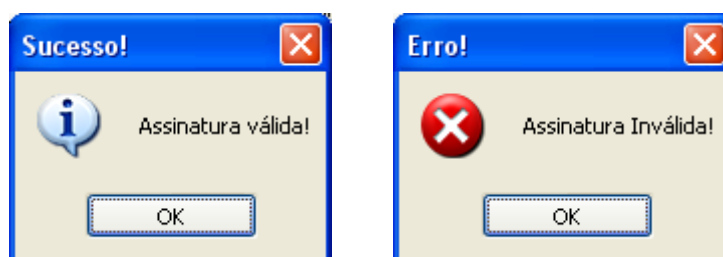 Sucesso!
Assinatura válida!
OK
Erro!
Assinatura Inválida!
OK